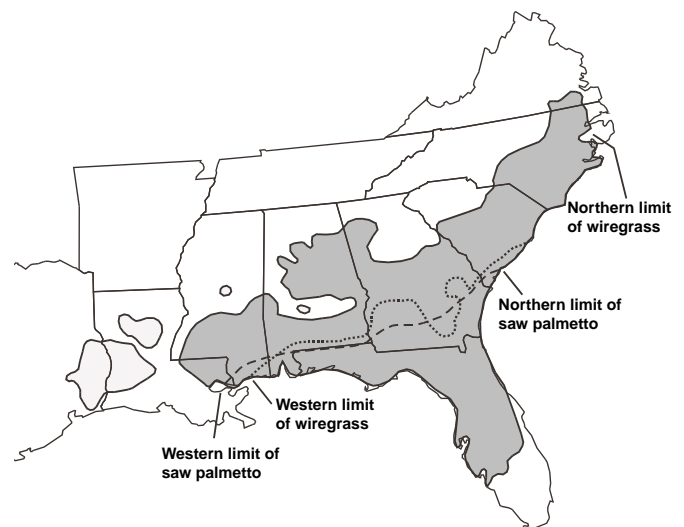 Northern limit
of wiregrass
Northern limit of
saw palmetto
Western limit
of wiregrass
Western limit of
saw palmetto